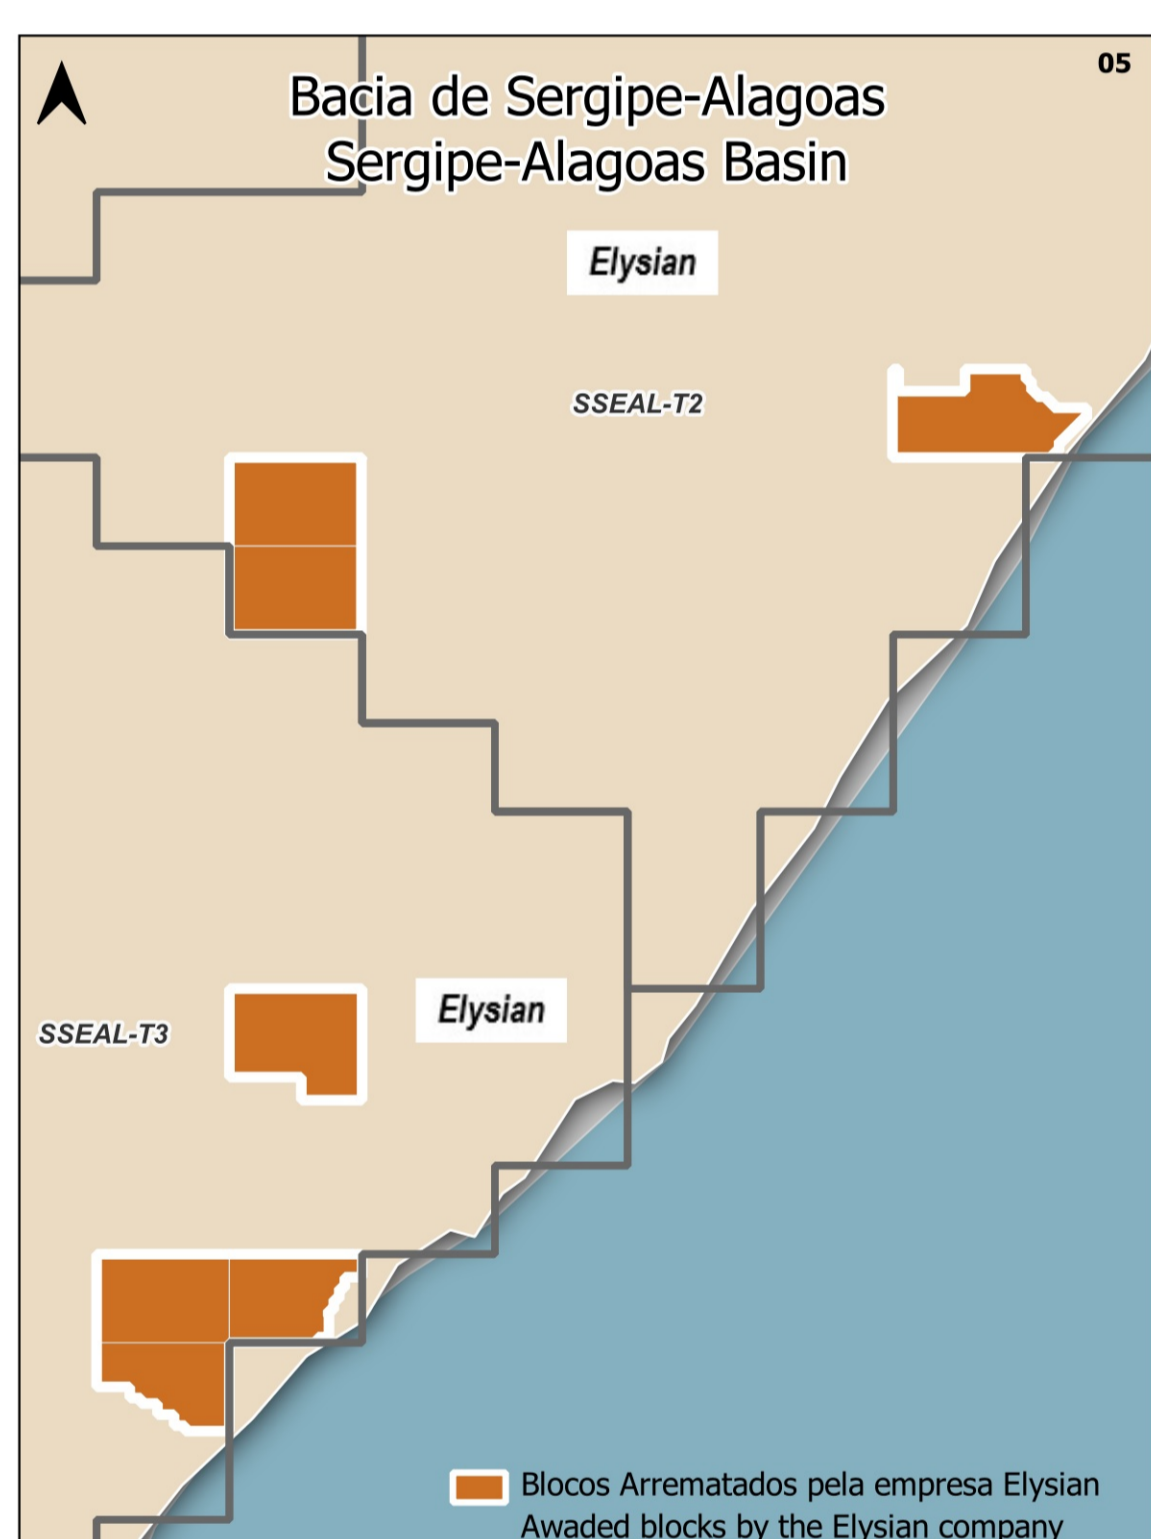 05
Bacia de Sergipe-Alagoas
Sergipe-Alagoas Basin
Elysian
SSEAL-T2
Elysian
SSEAL-T3
Blocos Arrematados pela empresa Elysian
Awaded blocks by the Elysian company